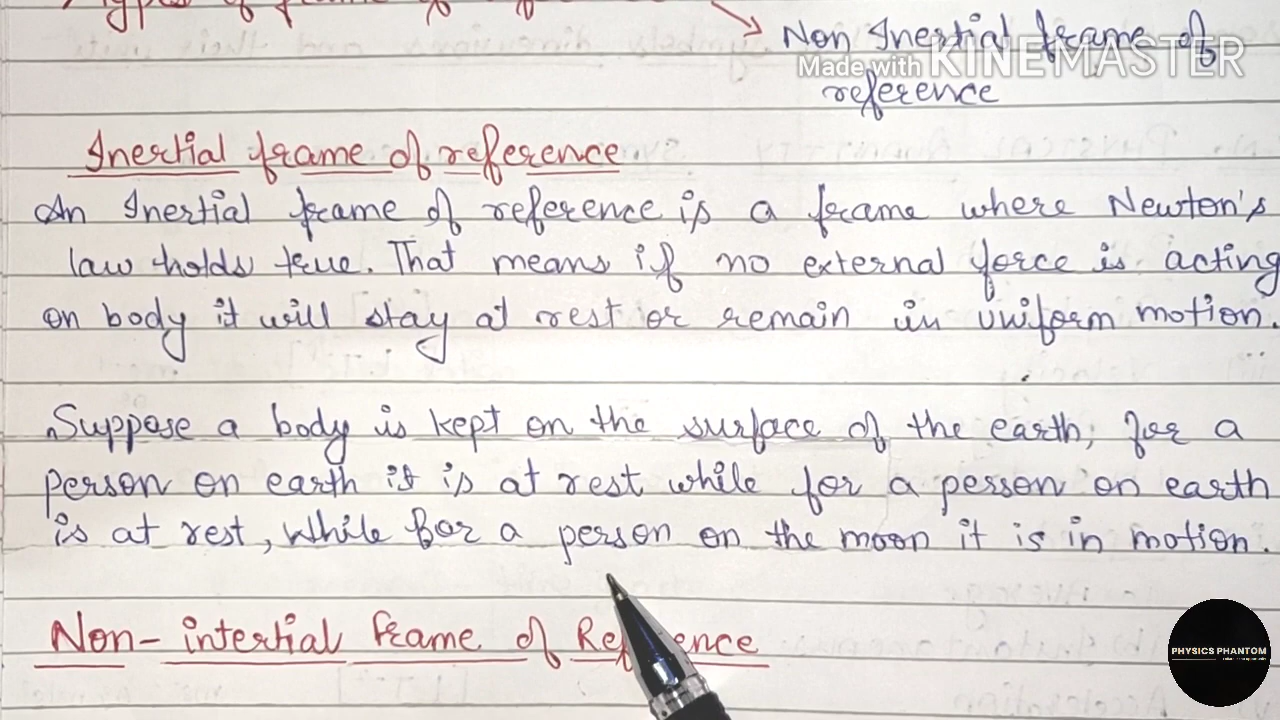 Types of frame of
Non Inertial frame of
Made with KINEMASTER
reference
Inertial frame of reference
An Inertial frame of reference is a frame where Newton's
law holds true. That means if no external force is acting
on body it will stay at rest or remain in uniform motion.
Suppose a body is kept on the surface of the earth, for a
person on earth it is at rest while for a person on earth
is at rest, while for a person on the moon it is in motion.
Non-intertial frame of Reference
PHYSICS PHANTOM